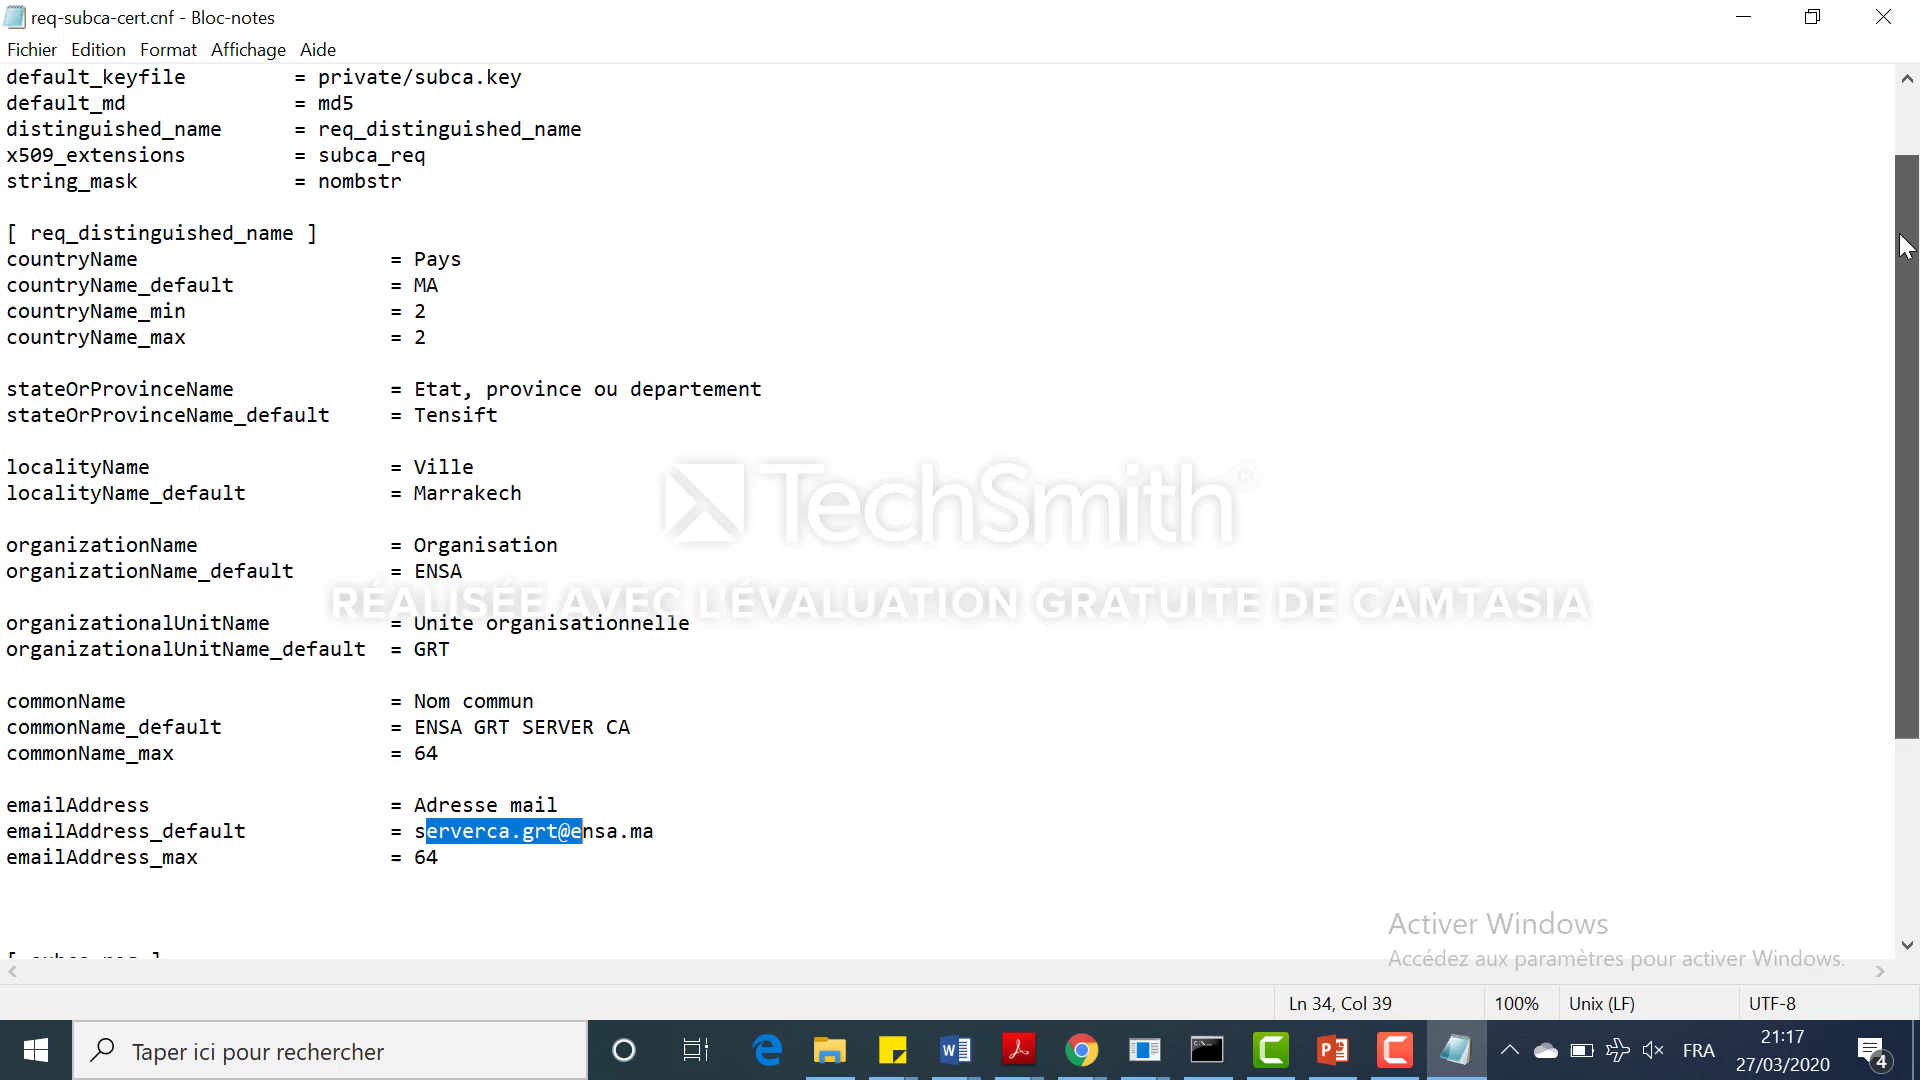 req-subca-cert.cnf - Bloc-notes
Fichier Edition Format Affichage Aide
default_keyfile = private/subca.key
default_md = md5
distinguished_name = req_distinguished_name
x509_extensions = subca_req
string_mask = nombstr
[ req_distinguished_name ]
countryName = Pays
countryName_default = MA
countryName_min = 2
countryName_max = 2
stateOrProvinceName = Etat, province ou departement
stateOrProvinceName_default = Tensift
localityName = Ville
localityName_default = Marrakech
TechSmith®
organizationName = Organisation
organizationName_default = ENSA
RÉALISÉE AVEC L'ÉVALUATION GRATUITE DE CAMTASIA
organizationalUnitName = Unite organisationnelle
organizationalUnitName_default = GRT
commonName = Nom commun
commonName_default = ENSA GRT SERVER CA
commonName_max = 64
emailAddress = Adresse mail
emailAddress_default = serverca.grt@ensa.ma
emailAddress_max = 64
Activer Windows
Accédez aux paramètres pour activer Windows.
Ln 34, Col 39 100% Unix (LF) UTF-8
Taper ici pour rechercher
FRA
21:17
27/03/2020
4